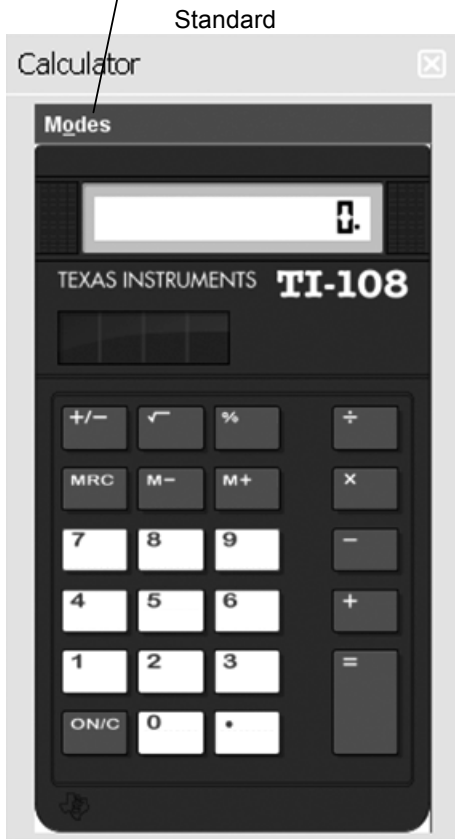 Standard
Calculator
Modes
0.
TEXAS INSTRUMENTS TI-108
+/− √ % ÷
MRC M− M+ ×
7 8 9 −
4 5 6 +
1 2 3 =
ON/C 0 •